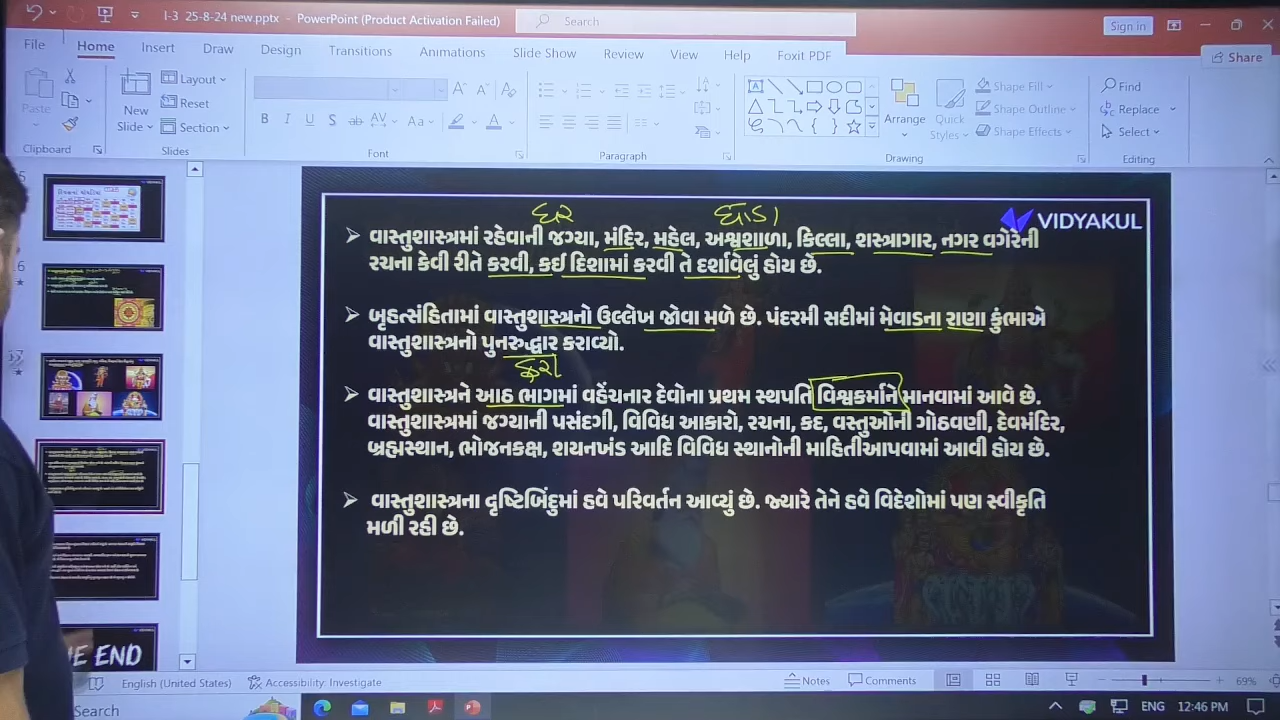 I-3 25-8-24 new.pptx - PowerPoint (Product Activation Failed)
Search
Sign in
File Home Insert Draw Design Transitions Animations Slide Show Review View Help Foxit PDF
Share
Paste
New
Slide
Layout
Reset
Section
Arrange
Quick
Styles
Shape Fill
Shape Outline
Shape Effects
Find
Replace
Select
Clipboard Slides Font Paragraph Drawing Editing
ઘર
ઘોડા
VIDYAKUL
વાસ્તુશાસ્ત્રમાં રહેવાની જગ્યા, મંદિર, મહેલ, અશ્વશાળા, કિલ્લા, શસ્ત્રાગાર, નગર વગેરેની
રચના કેવી રીતે કરવી, કઈ દિશામાં કરવી તે દર્શાવેલું હોય છે.
બૃહત્સંહિતામાં વાસ્તુશાસ્ત્રનો ઉલ્લેખ જોવા મળે છે. પંદરમી સદીમાં મેવાડના રાણા કુંભાએ
વાસ્તુશાસ્ત્રનો પુનરુદ્ધાર કરાવ્યો.
વાસ્તુશાસ્ત્રને આઠ ભાગમાં વહેંચનાર દેવોના પ્રથમ સ્થપતિ વિશ્વકર્માને માનવામાં આવે છે.
વાસ્તુશાસ્ત્રમાં જગ્યાની પસંદગી, વિવિધ આકારો, રચના, કદ, વસ્તુઓની ગોઠવણી, દેવમંદિર,
બ્રહ્મસ્થાન, ભોજનકક્ષ, શયનખંડ આદિ વિવિધ સ્થાનોની માહિતીઆપવામાં આવી હોય છે.
વાસ્તુશાસ્ત્રના દૃષ્ટિબિંદુમાં હવે પરિવર્તન આવ્યું છે. જ્યારે તેને હવે વિદેશોમાં પણ સ્વીકૃતિ
મળી રહી છે.
E END
English (United States) Accessibility: Investigate
Notes Comments 69%
Search
ENG 12:46 PM